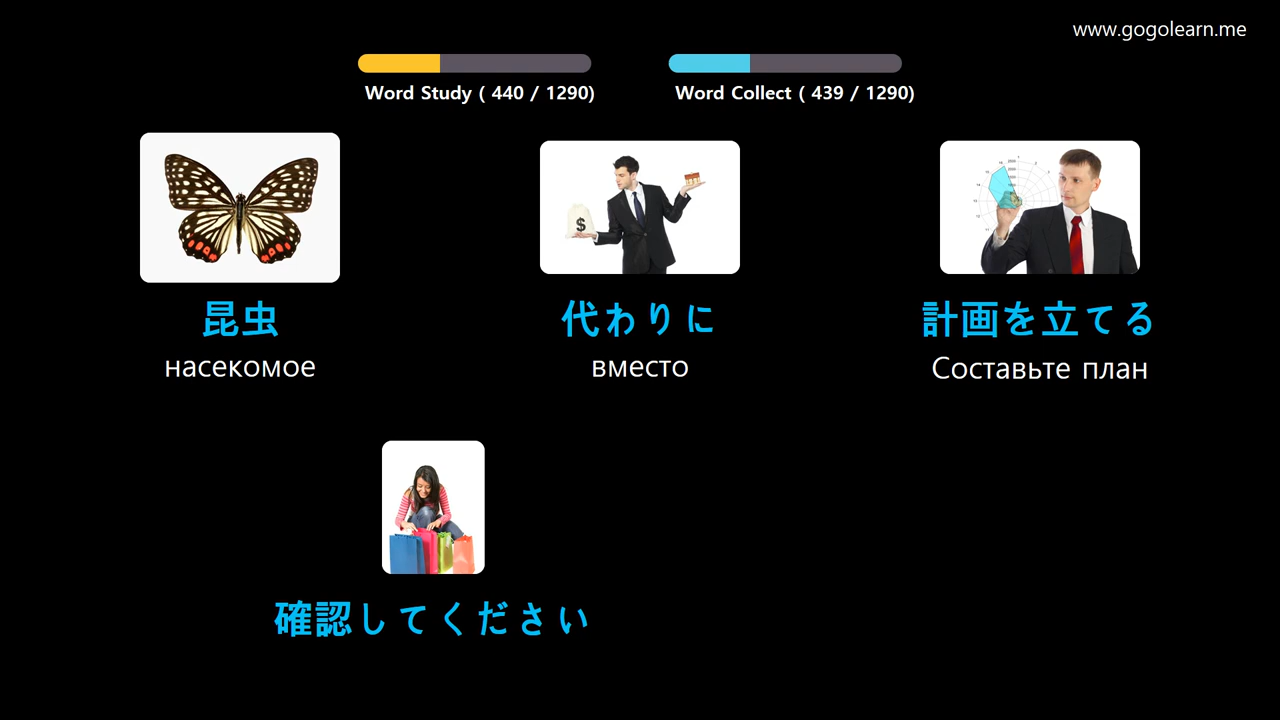 www.gogolearn.me
Word Study ( 440 / 1290)
Word Collect ( 439 / 1290)
昆虫
насекомое
代わりに
вместо
計画を立てる
Составьте план
確認してください